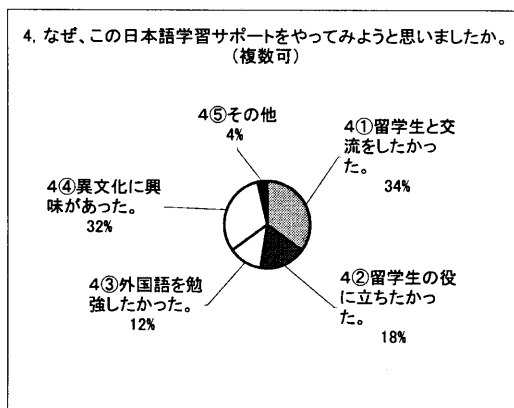 4，なぜ、この日本語学習サポートをやってみようと思いましたか。
（複数可）
4⑤その他
4%
4①留学生と交
流をしたかっ
た。
34%
4④異文化に興
味があった。
32%
4③外国語を勉
強したかった。
12%
4②留学生の役
に立ちたかっ
た。
18%